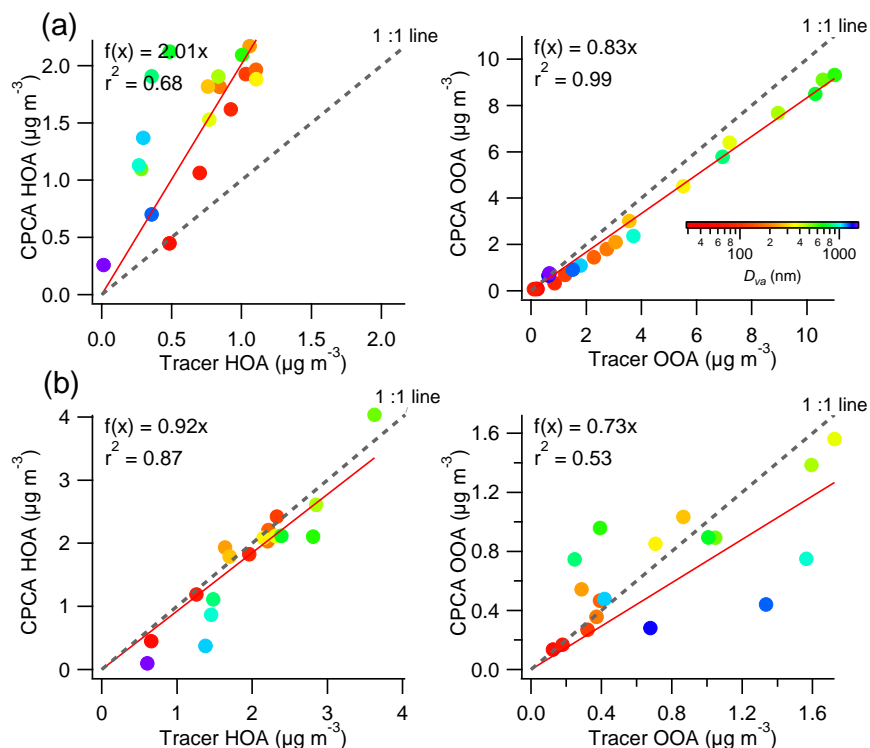 (a)
f(x) = 2.01x
r2 = 0.68
1 :1 line
2.0
1.5
1.0
0.5
0.0
CPCA HOA (µg m-3)
0.0 0.5 1.0 1.5 2.0
Tracer HOA (µg m-3)
f(x) = 0.83x
r2 = 0.99
1 :1 line
10
8
6
4
2
0
CPCA OOA (µg m-3)
4 6 8 100 2 4 6 8 1000
Dva (nm)
0 1 2 3 4 5 6 7 8 9 10 11
Tracer OOA (µg m-3)
(b)
f(x) = 0.92x
r2 = 0.87
1 :1 line
4
3
2
1
0
CPCA HOA (µg m-3)
0 1 2 3 4
Tracer HOA (µg m-3)
f(x) = 0.73x
r2 = 0.53
1 :1 line
1.6
1.2
0.8
0.4
0.0
CPCA OOA (µg m-3)
0.0 0.4 0.8 1.2 1.6
Tracer OOA (µg m-3)